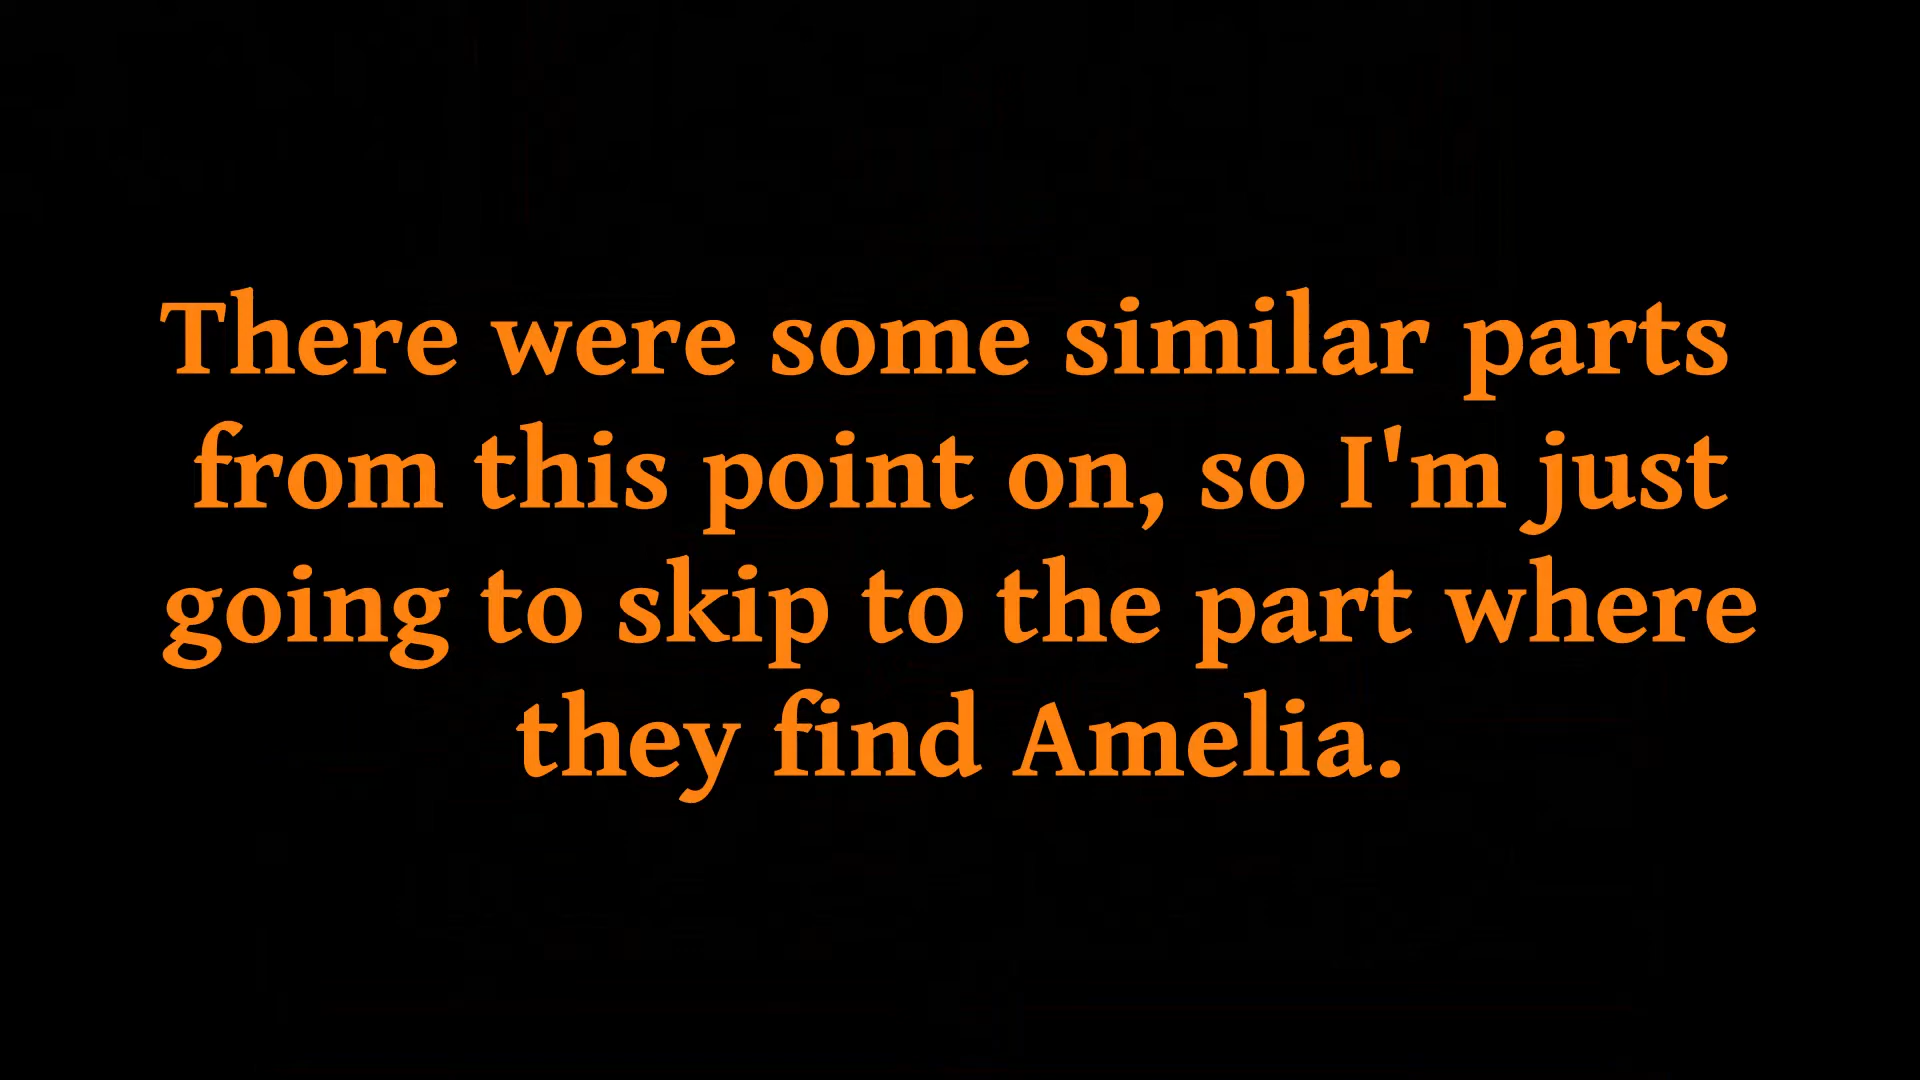 There were some similar parts
from this point on, so I'm just
going to skip to the part where
they find Amelia.